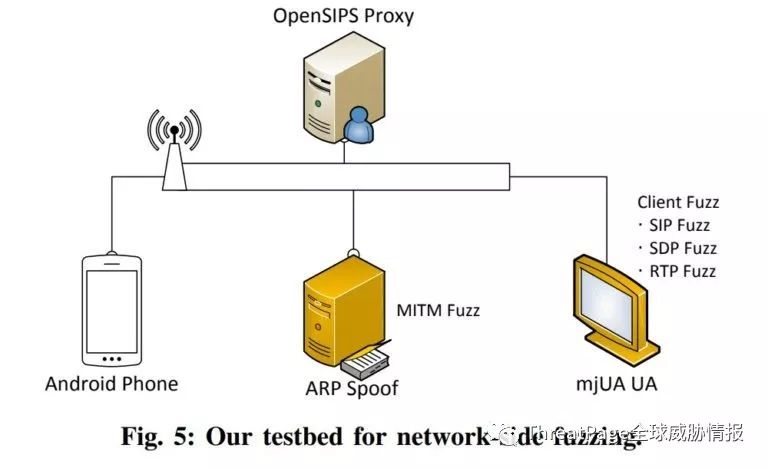 OpenSIPS Proxy
Client Fuzz
· SIP Fuzz
· SDP Fuzz
· RTP Fuzz
MITM Fuzz
Android Phone
ARP Spoof
mjUA UA
Fig. 5: Our testbed for network-side fuzzing.
ThreatPage全球威胁情报